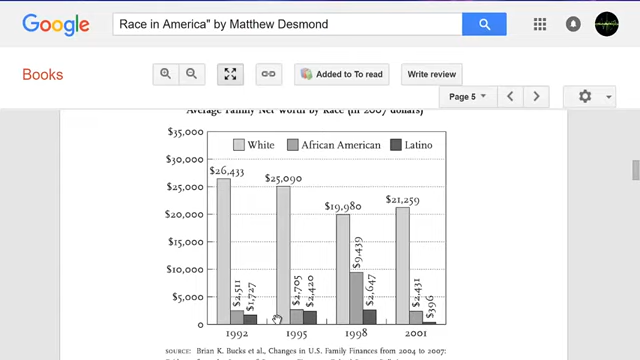 Google
Race in America" by Matthew Desmond
Books
Added to To read
Write review
Page 5
Average Family Net Worth by Race (in 2007 dollars)
$35,000
White
African American
Latino
$30,000
$25,000
$20,000
$15,000
$10,000
$5,000
0
$26,433
$2,511
$1,727
$25,090
$2,705
$2,420
$19,980
$9,439
$2,647
$21,259
$2,431
$396
1992
1995
1998
2001
SOURCE: Brian K. Bucks et al., Changes in U.S. Family Finances from 2004 to 2007: